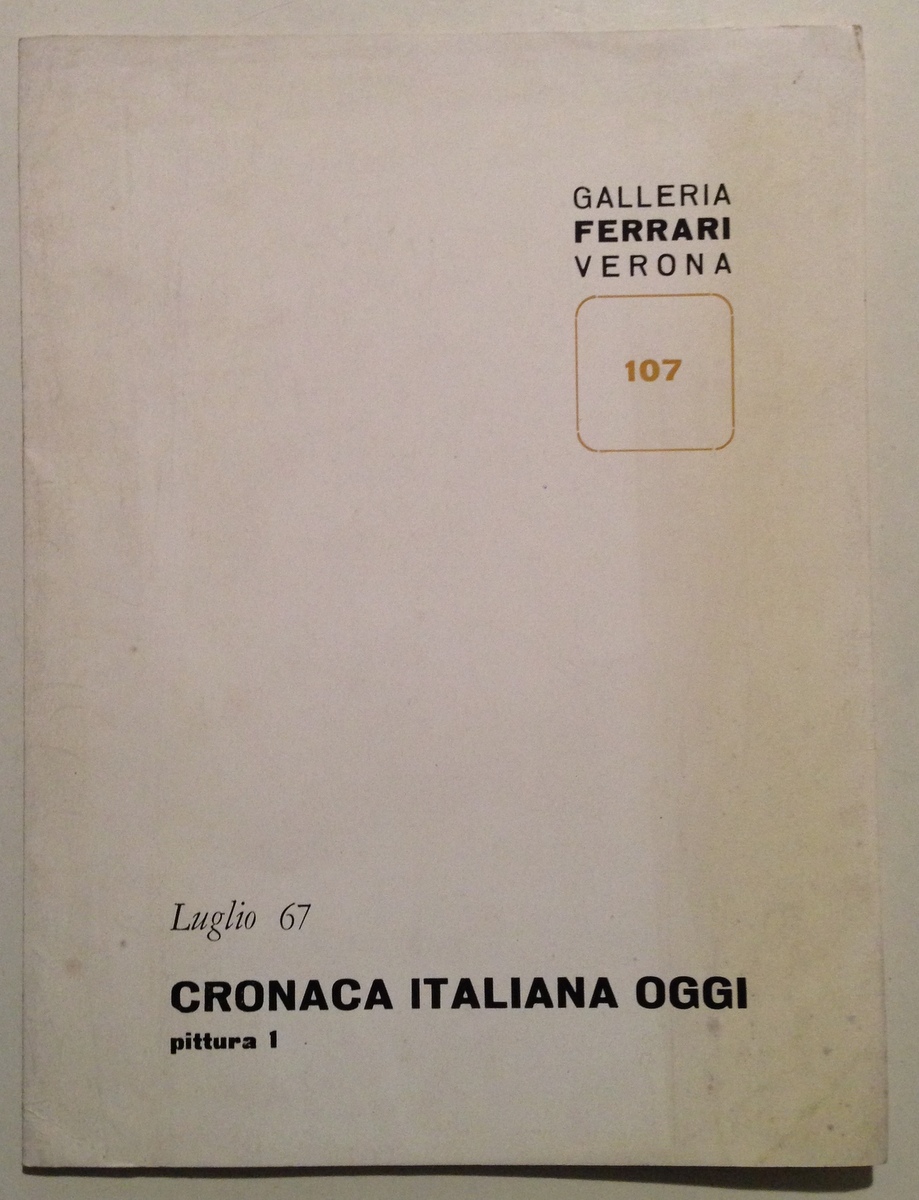 GALLERIA
FERRARI
VERONA
107
Luglio 67
CRONACA ITALIANA OGGI
pittura 1